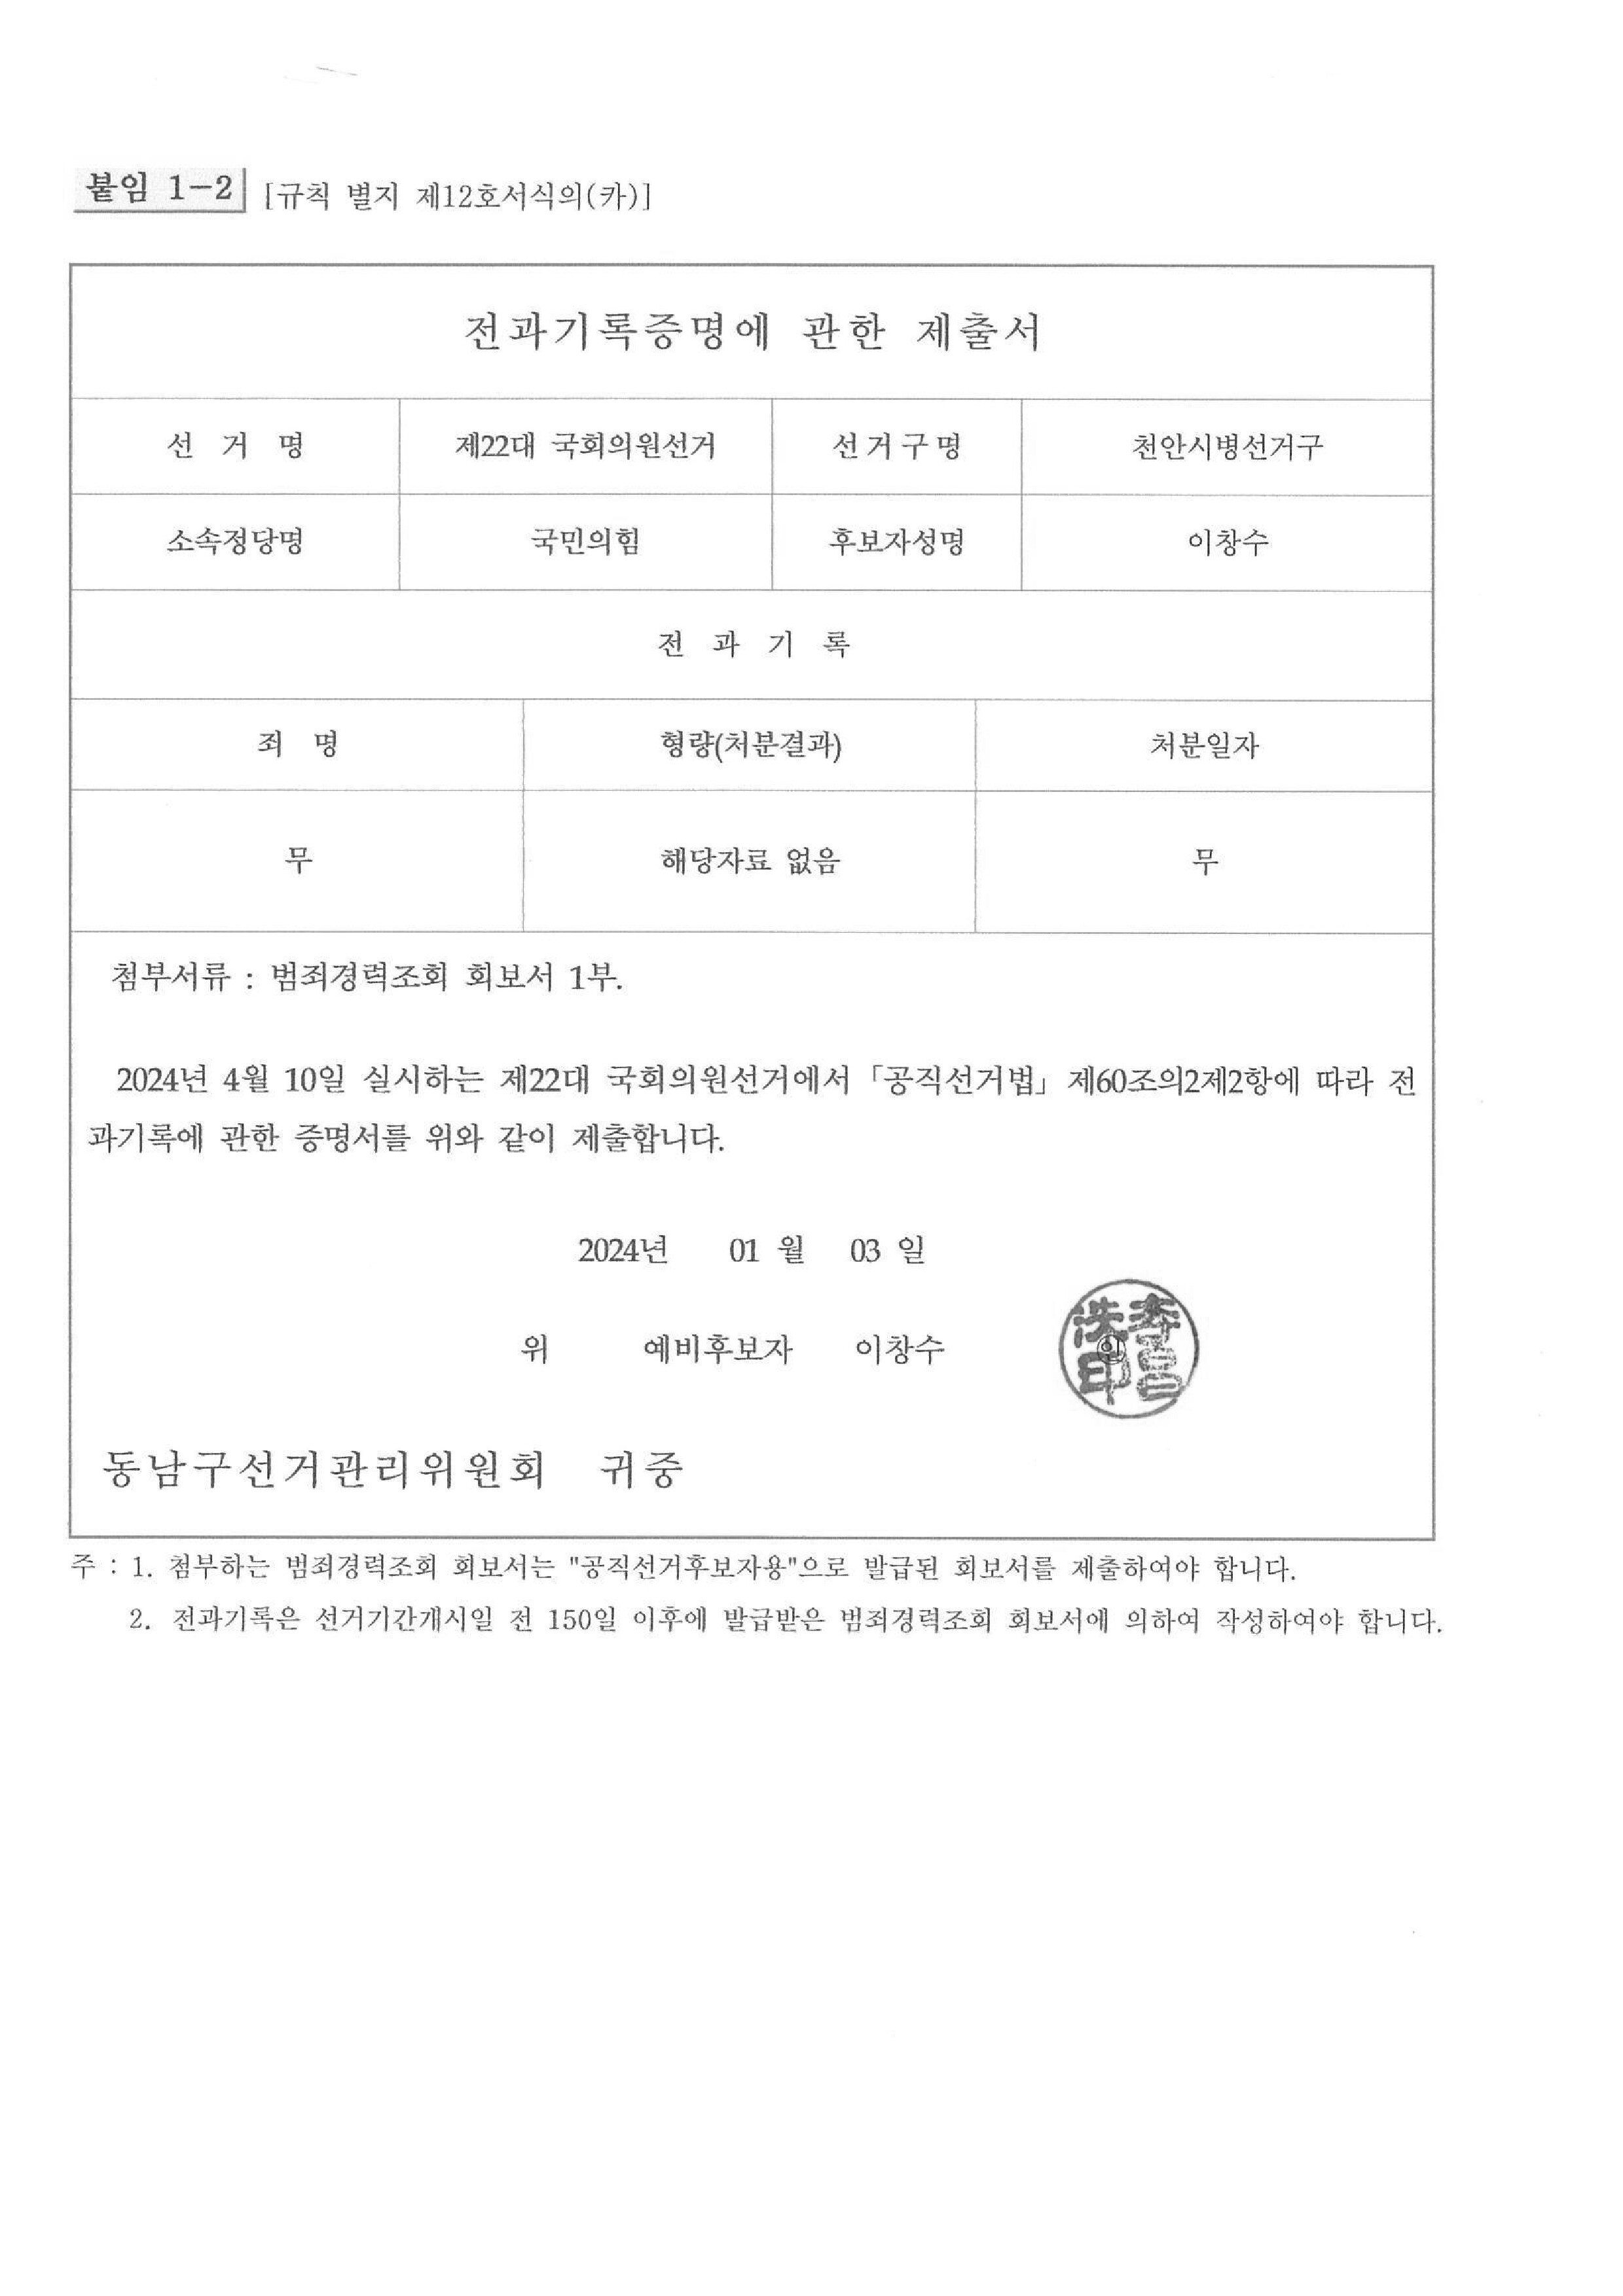 붙임 1-2 [규칙 별지 제12호서식의(카)]
전과기록증명에 관한 제출서
선 거 명 제22대 국회의원선거 선거구명 천안시병선거구
소속정당명 국민의힘 후보자성명 이창수
전 과 기 록
죄 명 형량(처분결과) 처분일자
무 해당자료 없음 무
첨부서류 : 범죄경력조회 회보서 1부.
2024년 4월 10일 실시하는 제22대 국회의원선거에서 「공직선거법」 제60조의2제2항에 따라 전
과기록에 관한 증명서를 위와 같이 제출합니다.
2024년 01 월 03 일
위 예비후보자 이창수 ㊞
동남구선거관리위원회 귀중
주 : 1. 첨부하는 범죄경력조회 회보서는 "공직선거후보자용"으로 발급된 회보서를 제출하여야 합니다.
2. 전과기록은 선거기간개시일 전 150일 이후에 발급받은 범죄경력조회 회보서에 의하여 작성하여야 합니다.